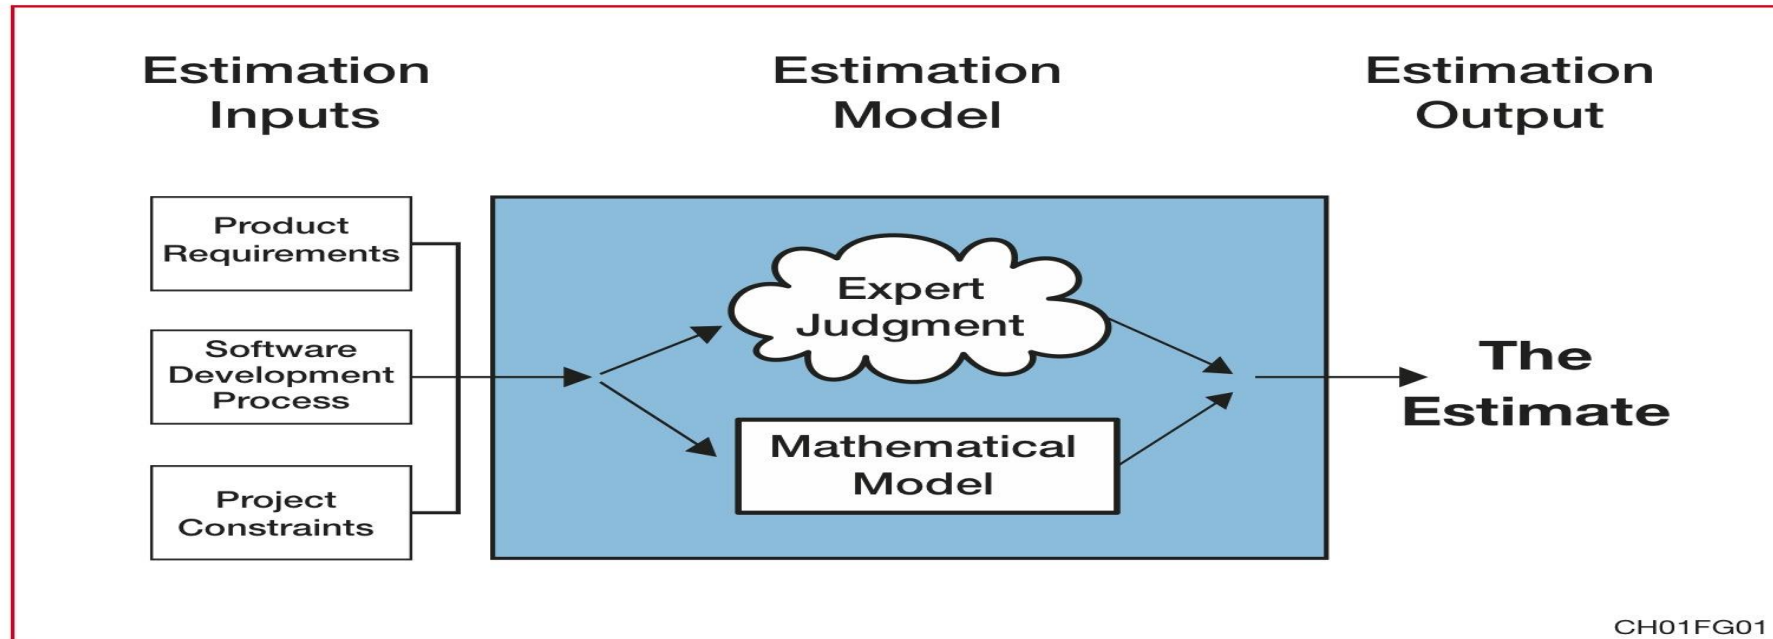 Estimation
Inputs
Estimation
Model
Estimation
Output
Product
Requirements
Software
Development
Process
Project
Constraints
Expert
Judgment
Mathematical
Model
The
Estimate
CH01FG01